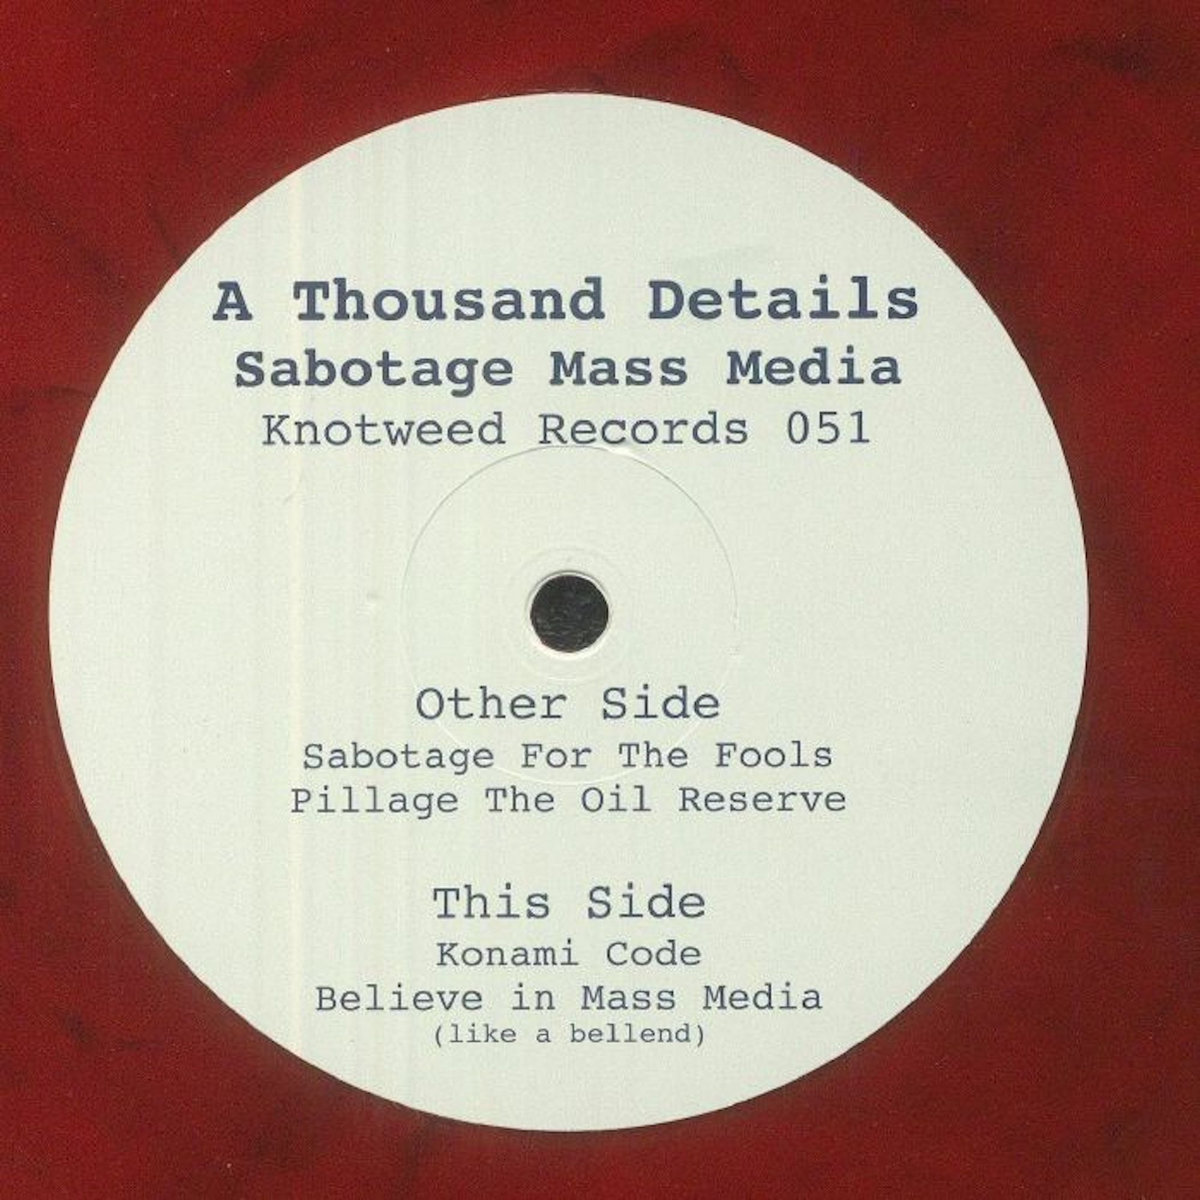 A Thousand Details
Sabotage Mass Media
Knotweed Records 051
Other Side
Sabotage For The Fools
Pillage The Oil Reserve
This Side
Konami Code
Believe in Mass Media
(like a bellend)